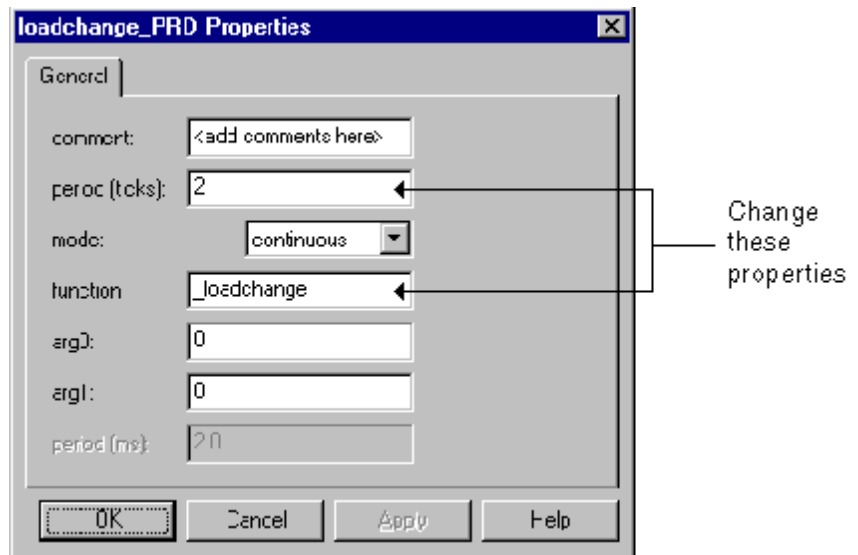 loadchange_PRD Properties
General
comment:
<add comments here>
period (ticks):
2
mode:
continuous
function
_loadchange
arg0:
0
arg1:
0
period (ms):
2.0
OK
Cancel
Apply
Help
Change
these
properties